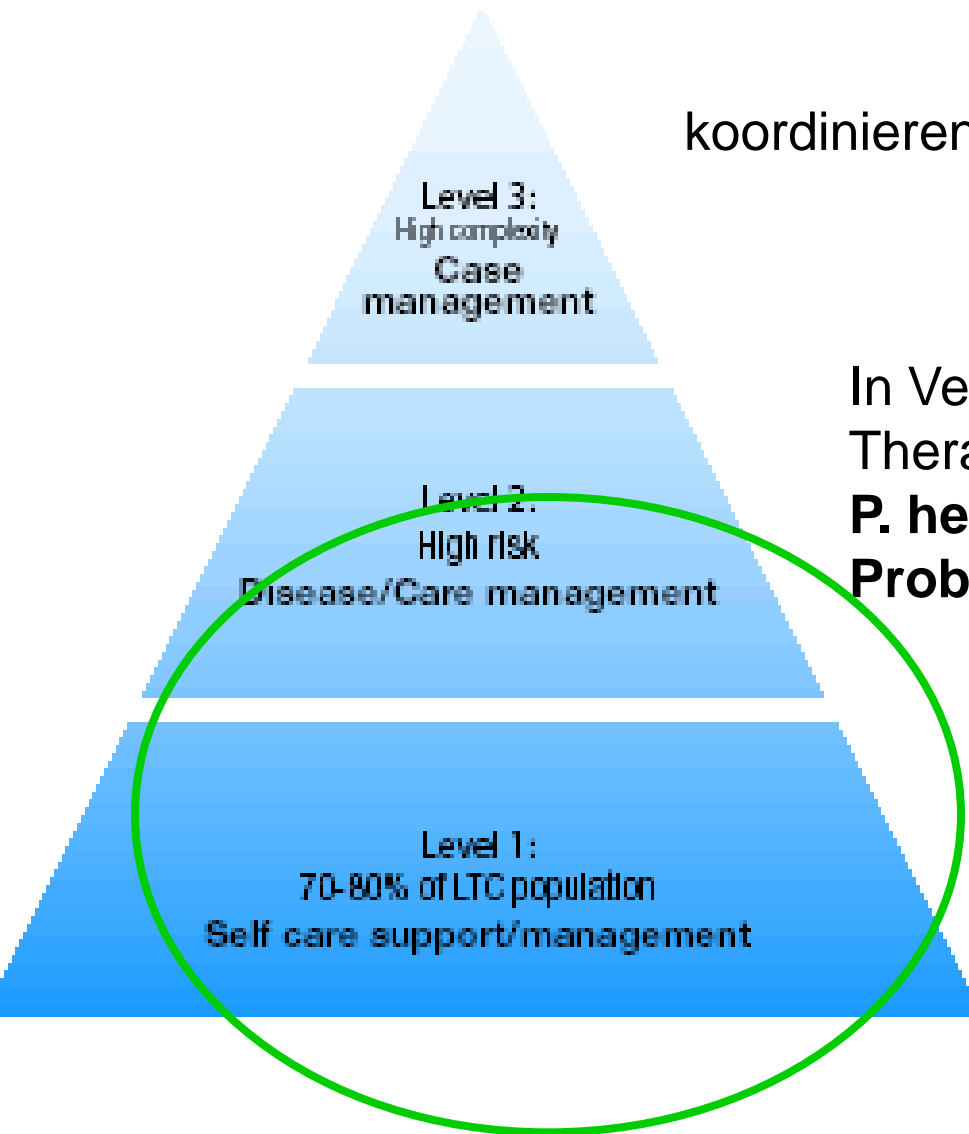 koordinieren
Level 3:
High complexity
Case
management
In Ve
Thera
P. he
Prob
Level 2:
High risk
Disease/Care management
Level 1:
70-80% of LTC population
Self care support/management